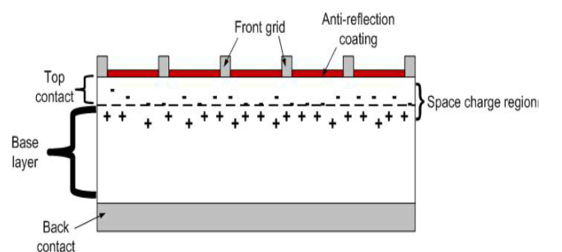 Front grid
Anti-reflection
coating
Top
contact
Space charge region
Base
layer
Back
contact